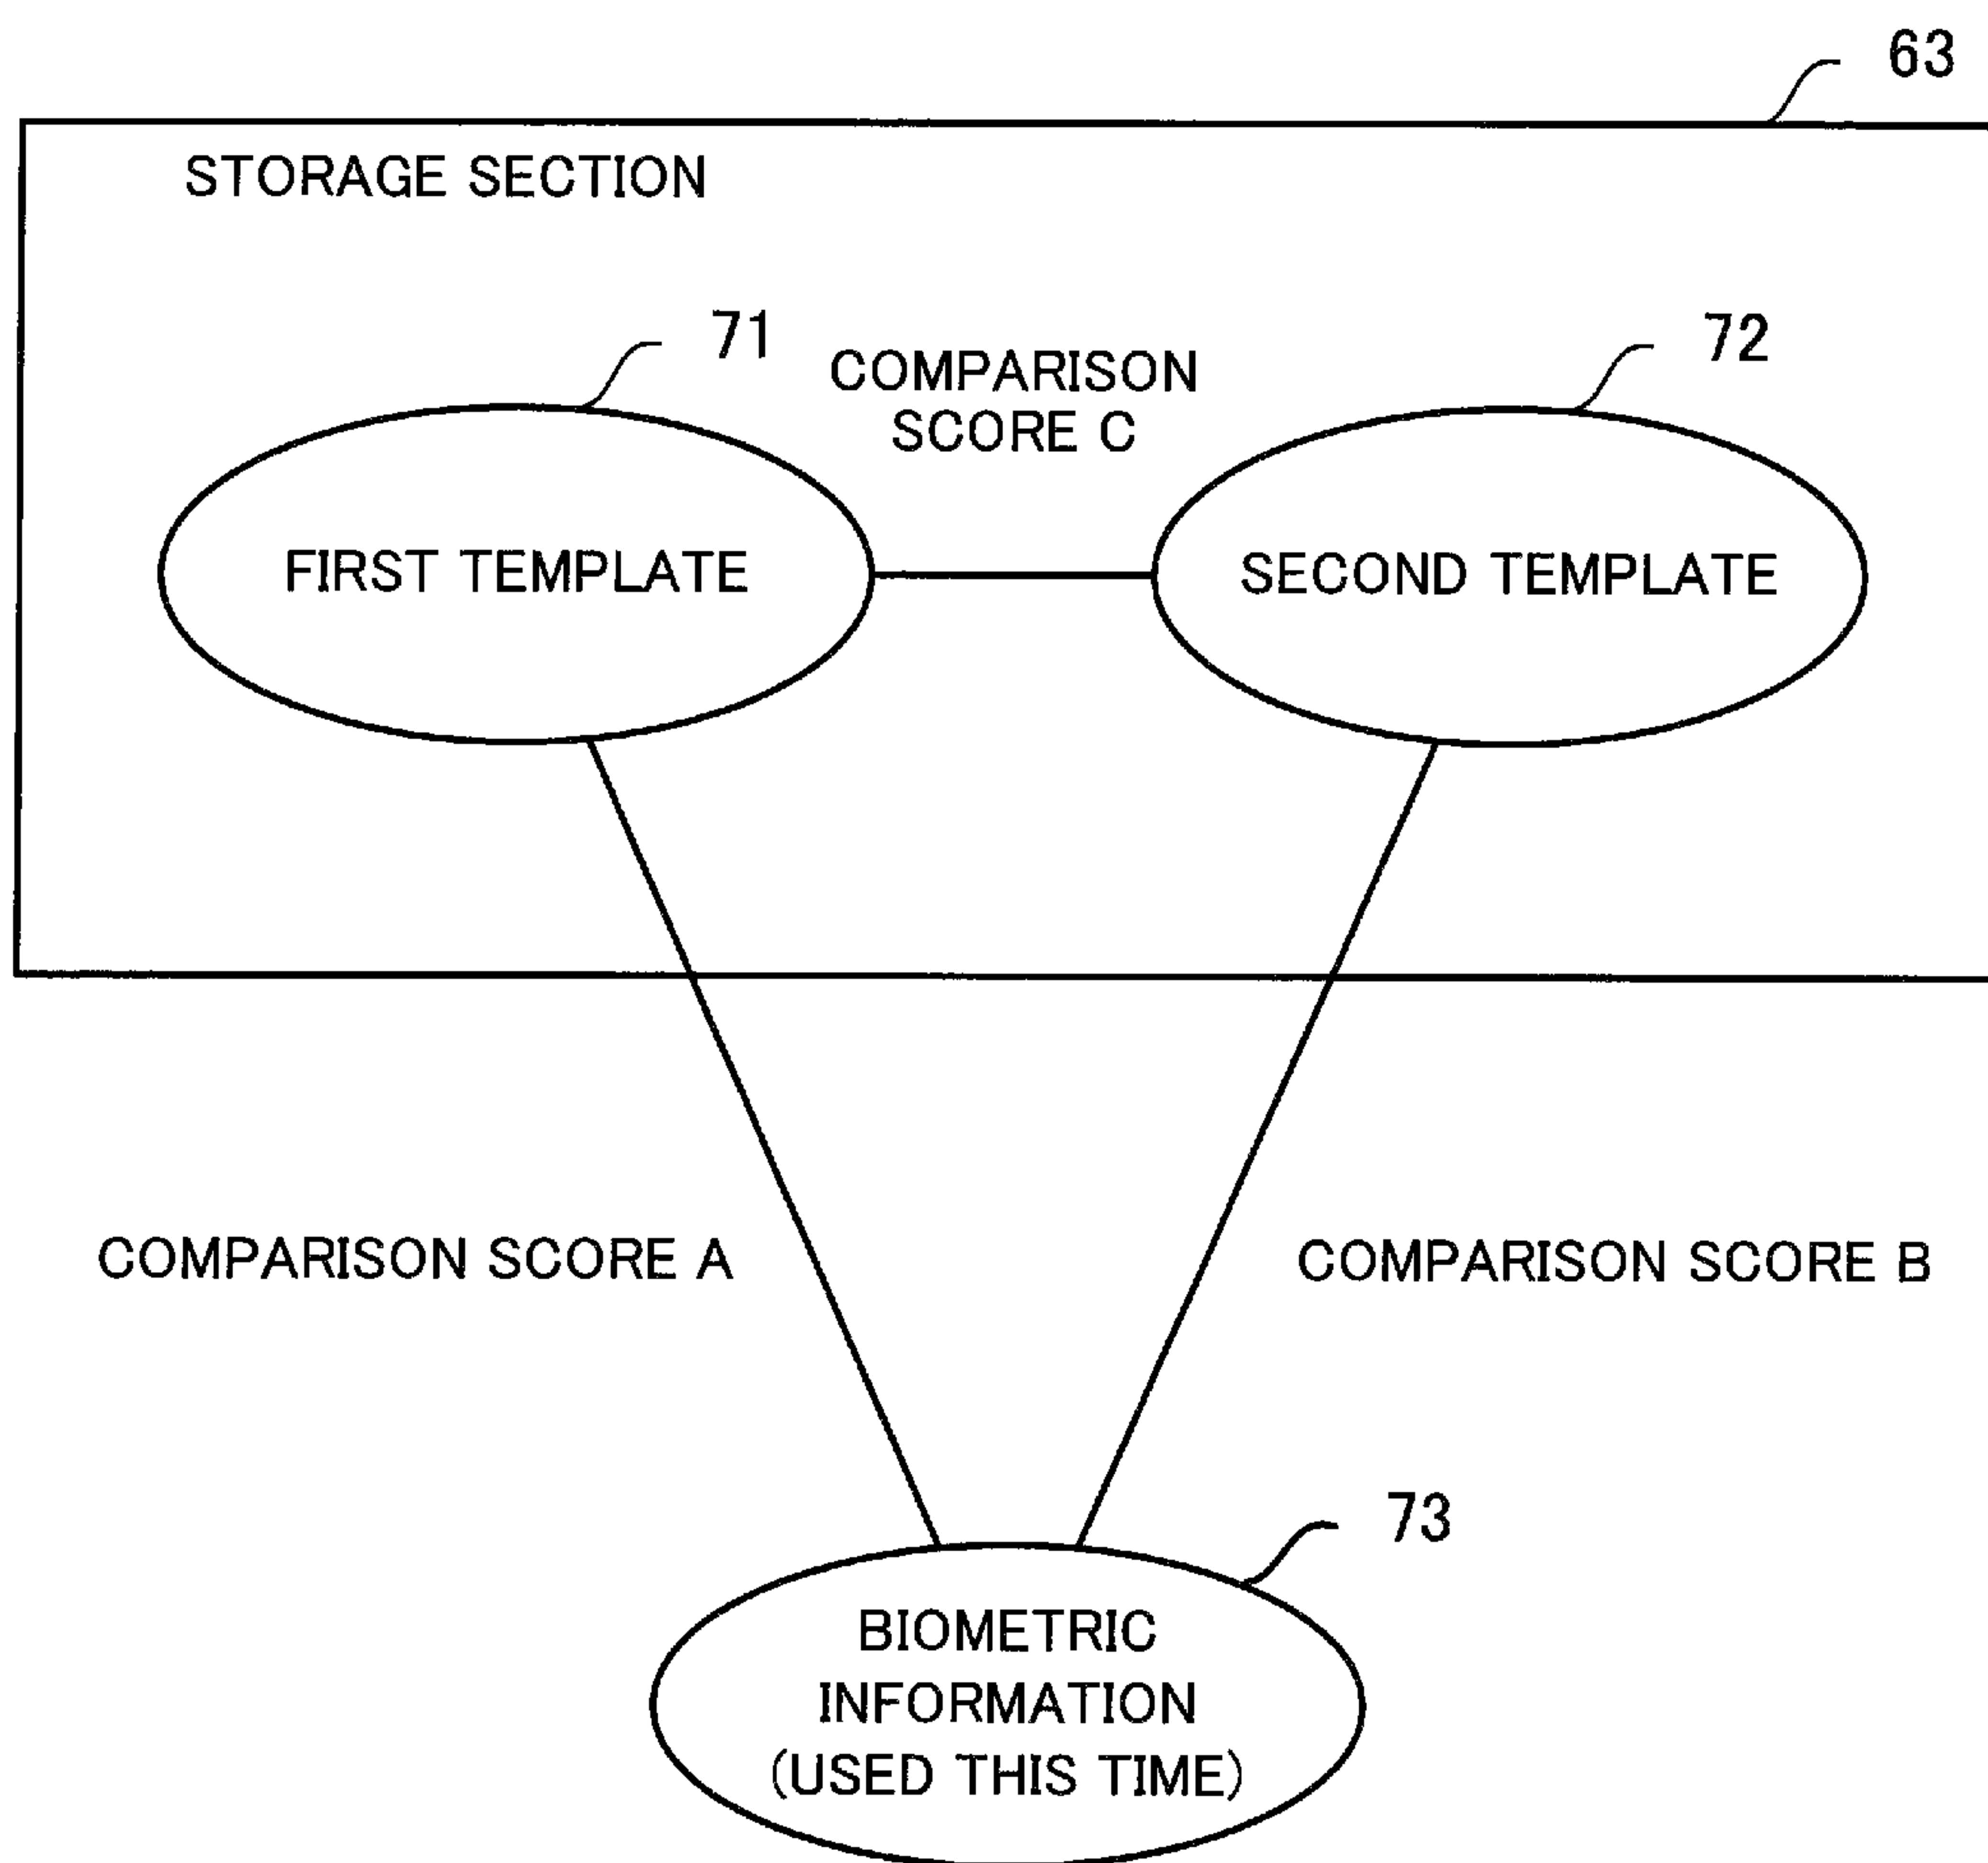 63
STORAGE SECTION
71
72
COMPARISON
SCORE C
FIRST TEMPLATE
SECOND TEMPLATE
COMPARISON SCORE A
COMPARISON SCORE B
73
BIOMETRIC
INFORMATION
(USED THIS TIME)